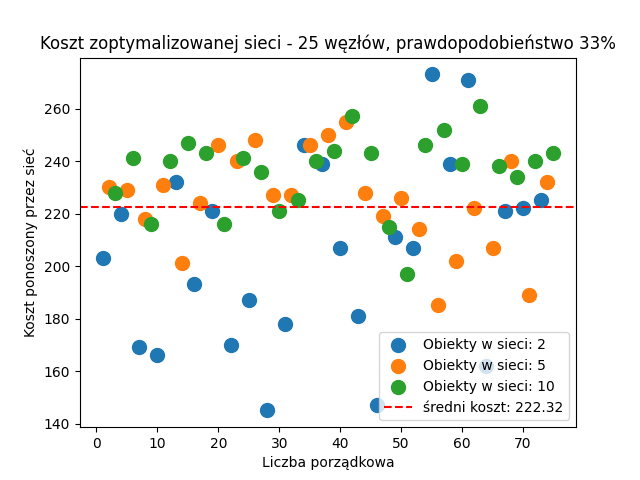 Koszt zoptymalizowanej sieci - 25 węzłów, prawdopodobieństwo 33%
Koszt ponoszony przez sieć
260
240
220
200
180
160
140
Obiekty w sieci: 2
Obiekty w sieci: 5
Obiekty w sieci: 10
średni koszt: 222.32
0 10 20 30 40 50 60 70
Liczba porządkowa